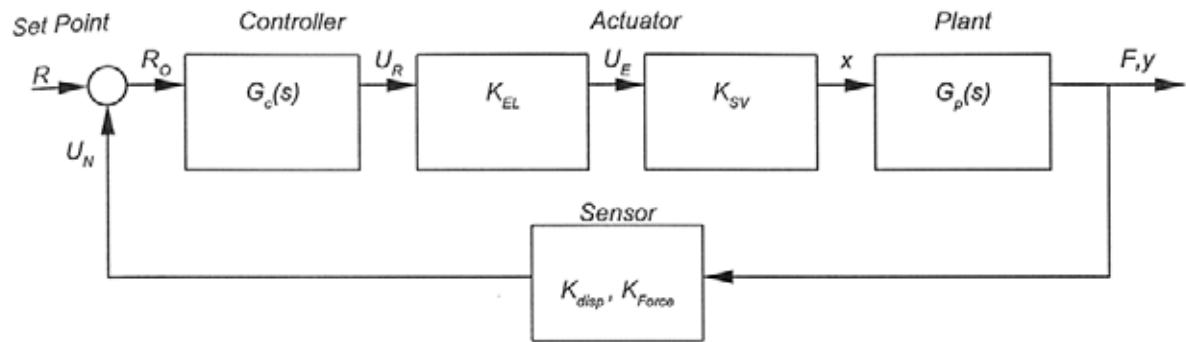 Set Point
Controller
Actuator
Plant
R
R_O
G_c(s)
U_R
K_EL
U_E
K_SV
x
G_p(s)
F,y
U_N
Sensor
K_disp, K_Force